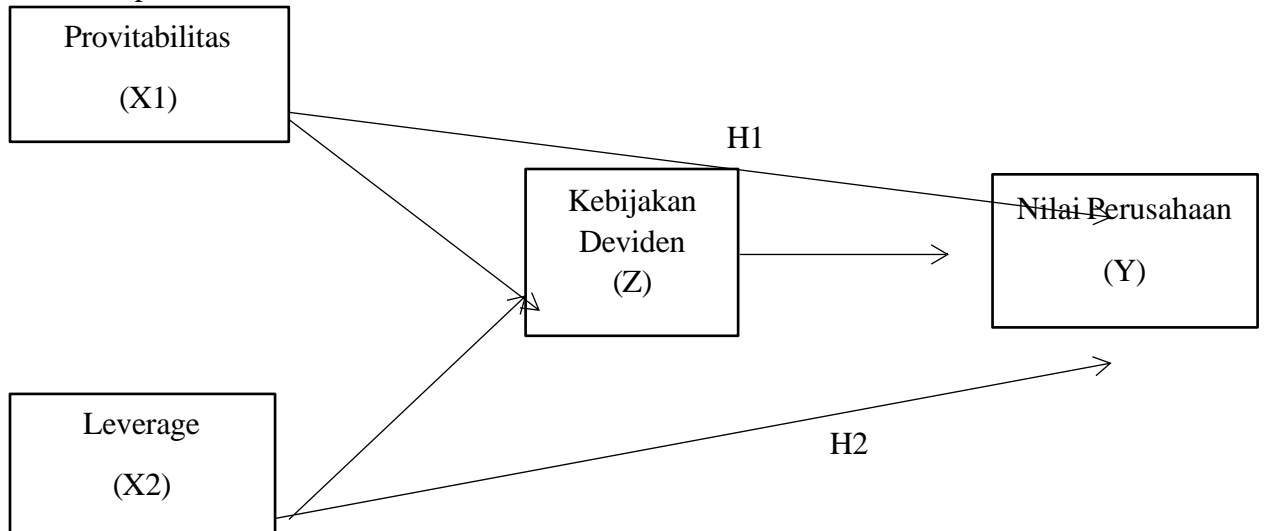 Provitabilitas
(X1)
H1
Kebijakan
Deviden
(Z)
Nilai Perusahaan
(Y)
Leverage
(X2)
H2